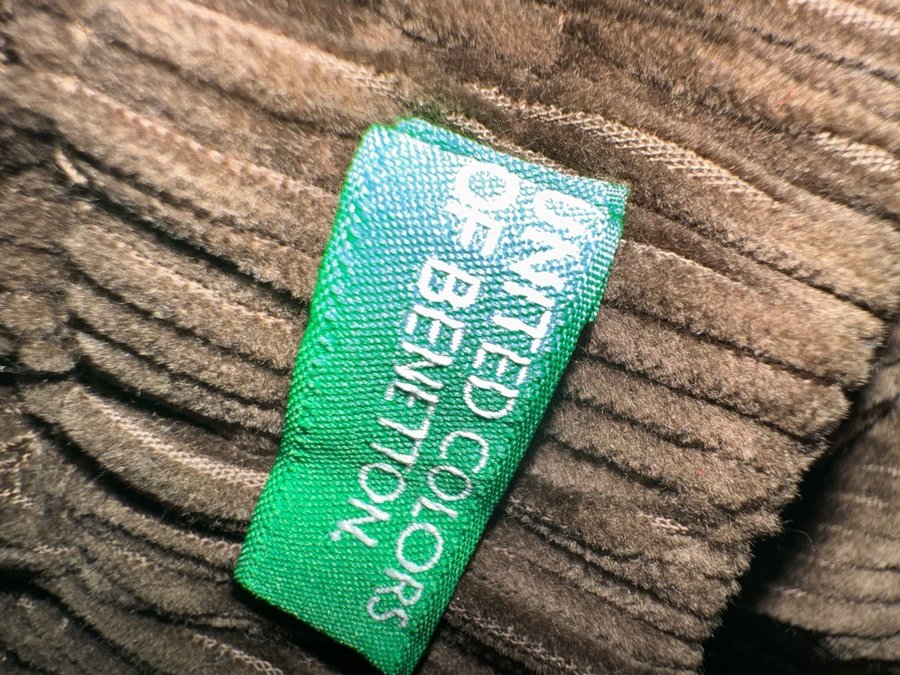 UNITED COLORS
OF BENETTON.